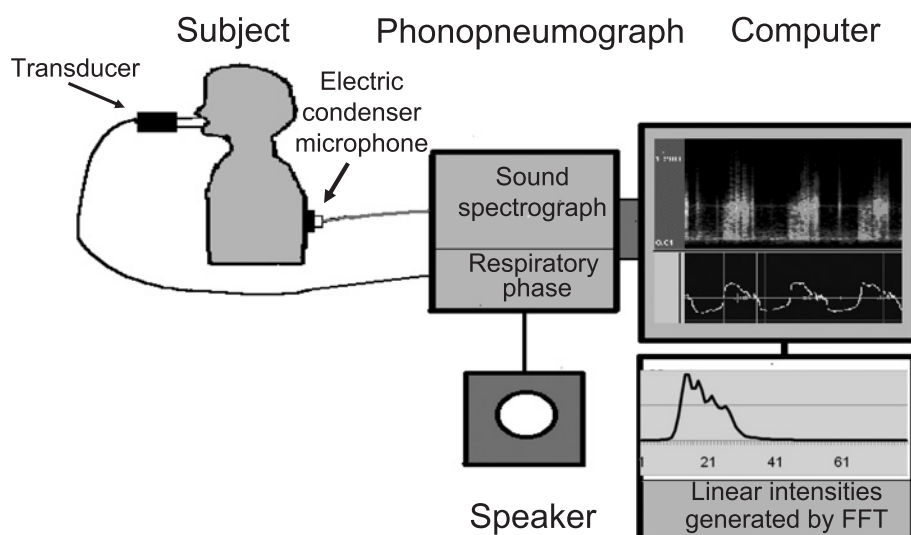 Subject
Phonopneumograph
Computer
Transducer
Electric
condenser
microphone
Sound
spectrograph
Respiratory
phase
Speaker
21 41 61
Linear intensities
generated by FFT